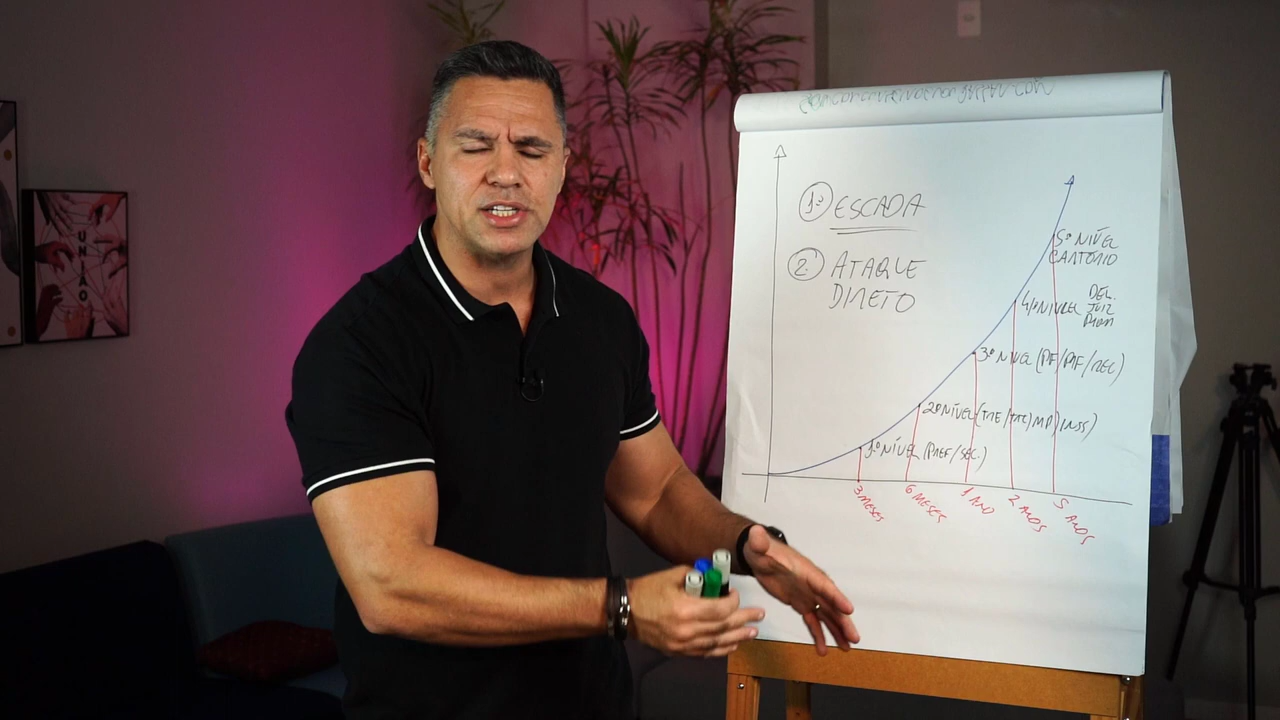 UNIÃO
1º ESCADA
2º ATAQUE
DIRETO
5º NÍVEL
CARTÓRIO
4º NÍVEL DEL.
JUIZ
3º NÍVEL (PF/PRF/REC)
2º NÍVEL (TRE/TRT/MP/INSS)
1º NÍVEL (PREF/SEC.)
3 MESES
6 MESES
1 ANO
2 ANOS
5 ANOS